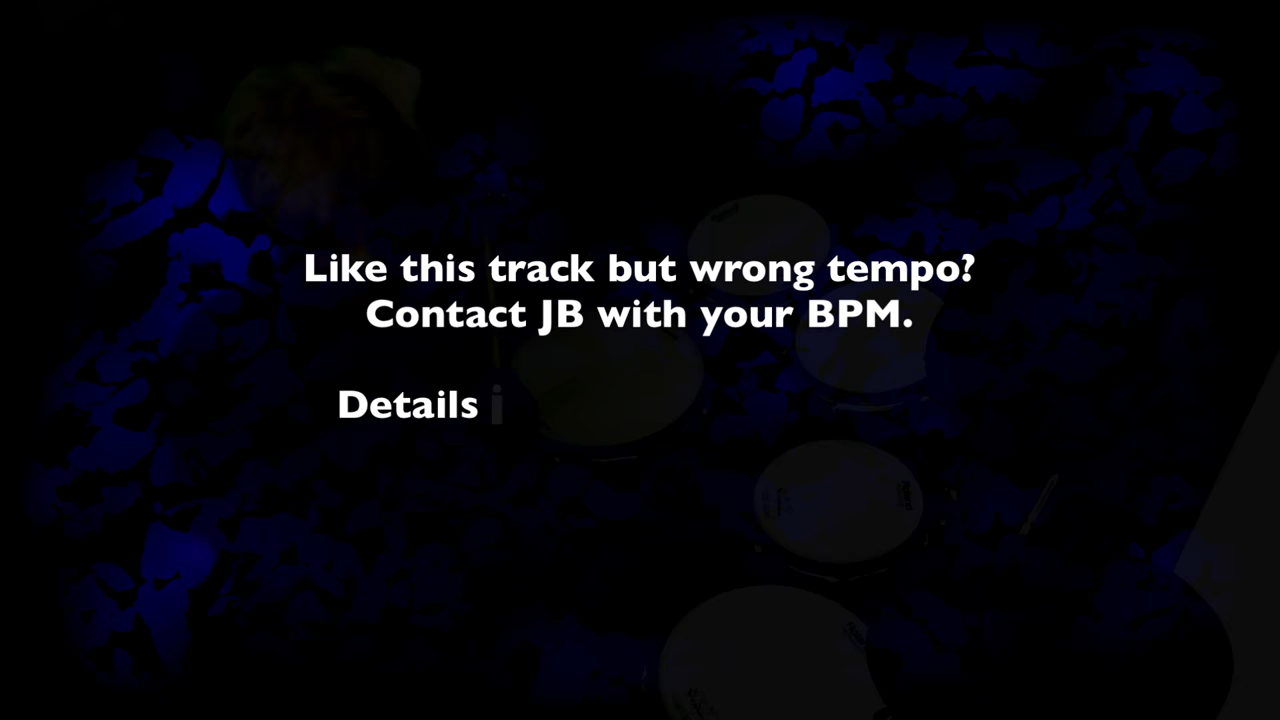 Like this track but wrong tempo?
Contact JB with your BPM.
Details i